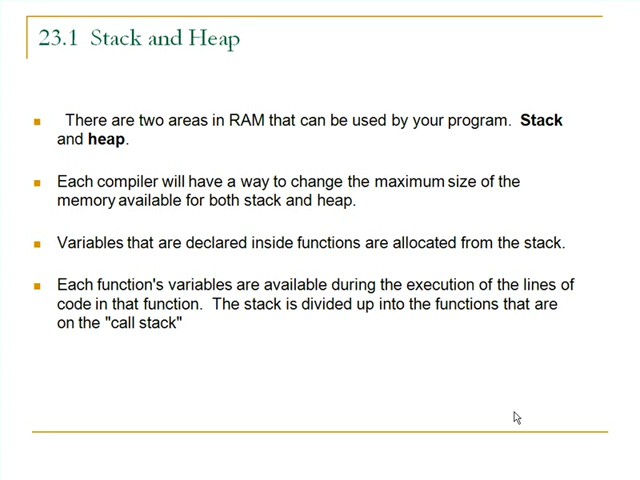 23.1 Stack and Heap
There are two areas in RAM that can be used by your program. Stack
and heap.
Each compiler will have a way to change the maximum size of the
memory available for both stack and heap.
Variables that are declared inside functions are allocated from the stack.
Each function's variables are available during the execution of the lines of
code in that function. The stack is divided up into the functions that are
on the "call stack"